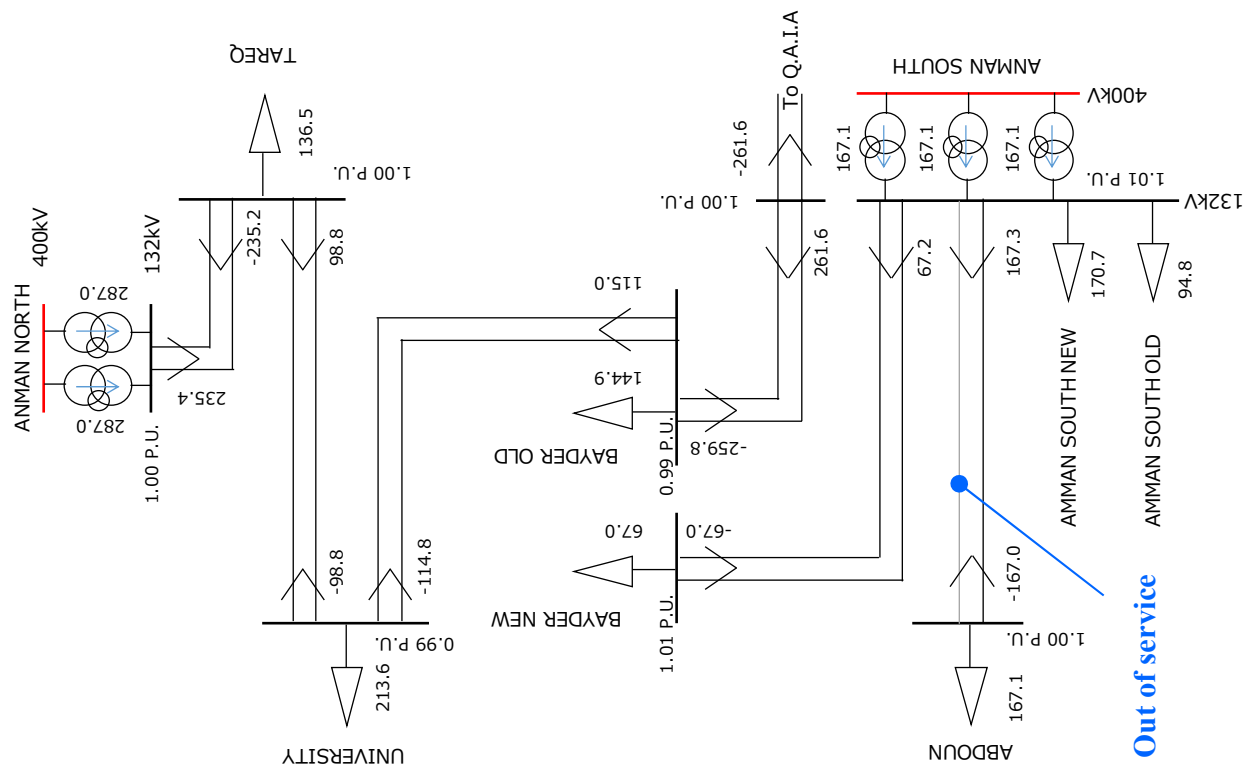 TAREQ
136.5
1.00 P.U.
-235.2
98.8
400kV
132kV
ANMAN NORTH
287.0
287.0
235.4
1.00 P.U.
To Q.A.I.A
-261.6
1.00 P.U.
261.6
ANMAN SOUTH
400kV
167.1
167.1
167.1
1.01 P.U.
132kV
67.2
167.3
170.7
94.8
AMMAN SOUTH NEW
AMMAN SOUTH OLD
115.0
144.9
BAYDER OLD
0.99 P.U.
-259.8
67.0
-67.0
BAYDER NEW
1.01 P.U.
-98.8
-114.8
0.99 P.U.
213.6
UNIVERSITY
-167.0
1.00 P.U.
167.1
ABDOUN
Out of service